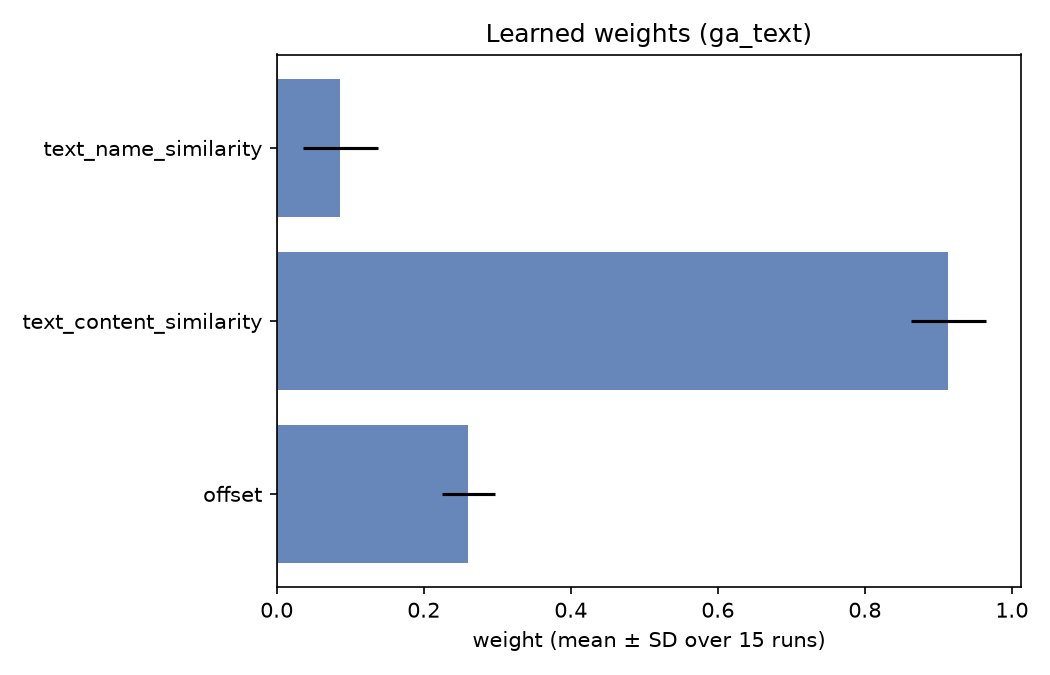 Learned weights (ga_text)
text_name_similarity
text_content_similarity
offset
0.0 0.2 0.4 0.6 0.8 1.0
weight (mean ± SD over 15 runs)